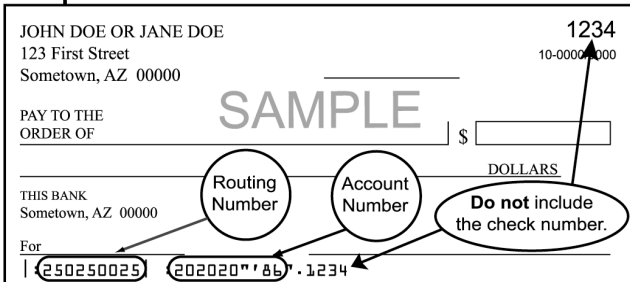 JOHN DOE OR JANE DOE 1234
123 First Street 10-0000/0000
Sometown, AZ 00000
SAMPLE
PAY TO THE
ORDER OF $
DOLLARS
THIS BANK
Sometown, AZ 00000
Routing
Number
Account
Number
Do not include
the check number.
For
|:250250025| :202020"'86".1234